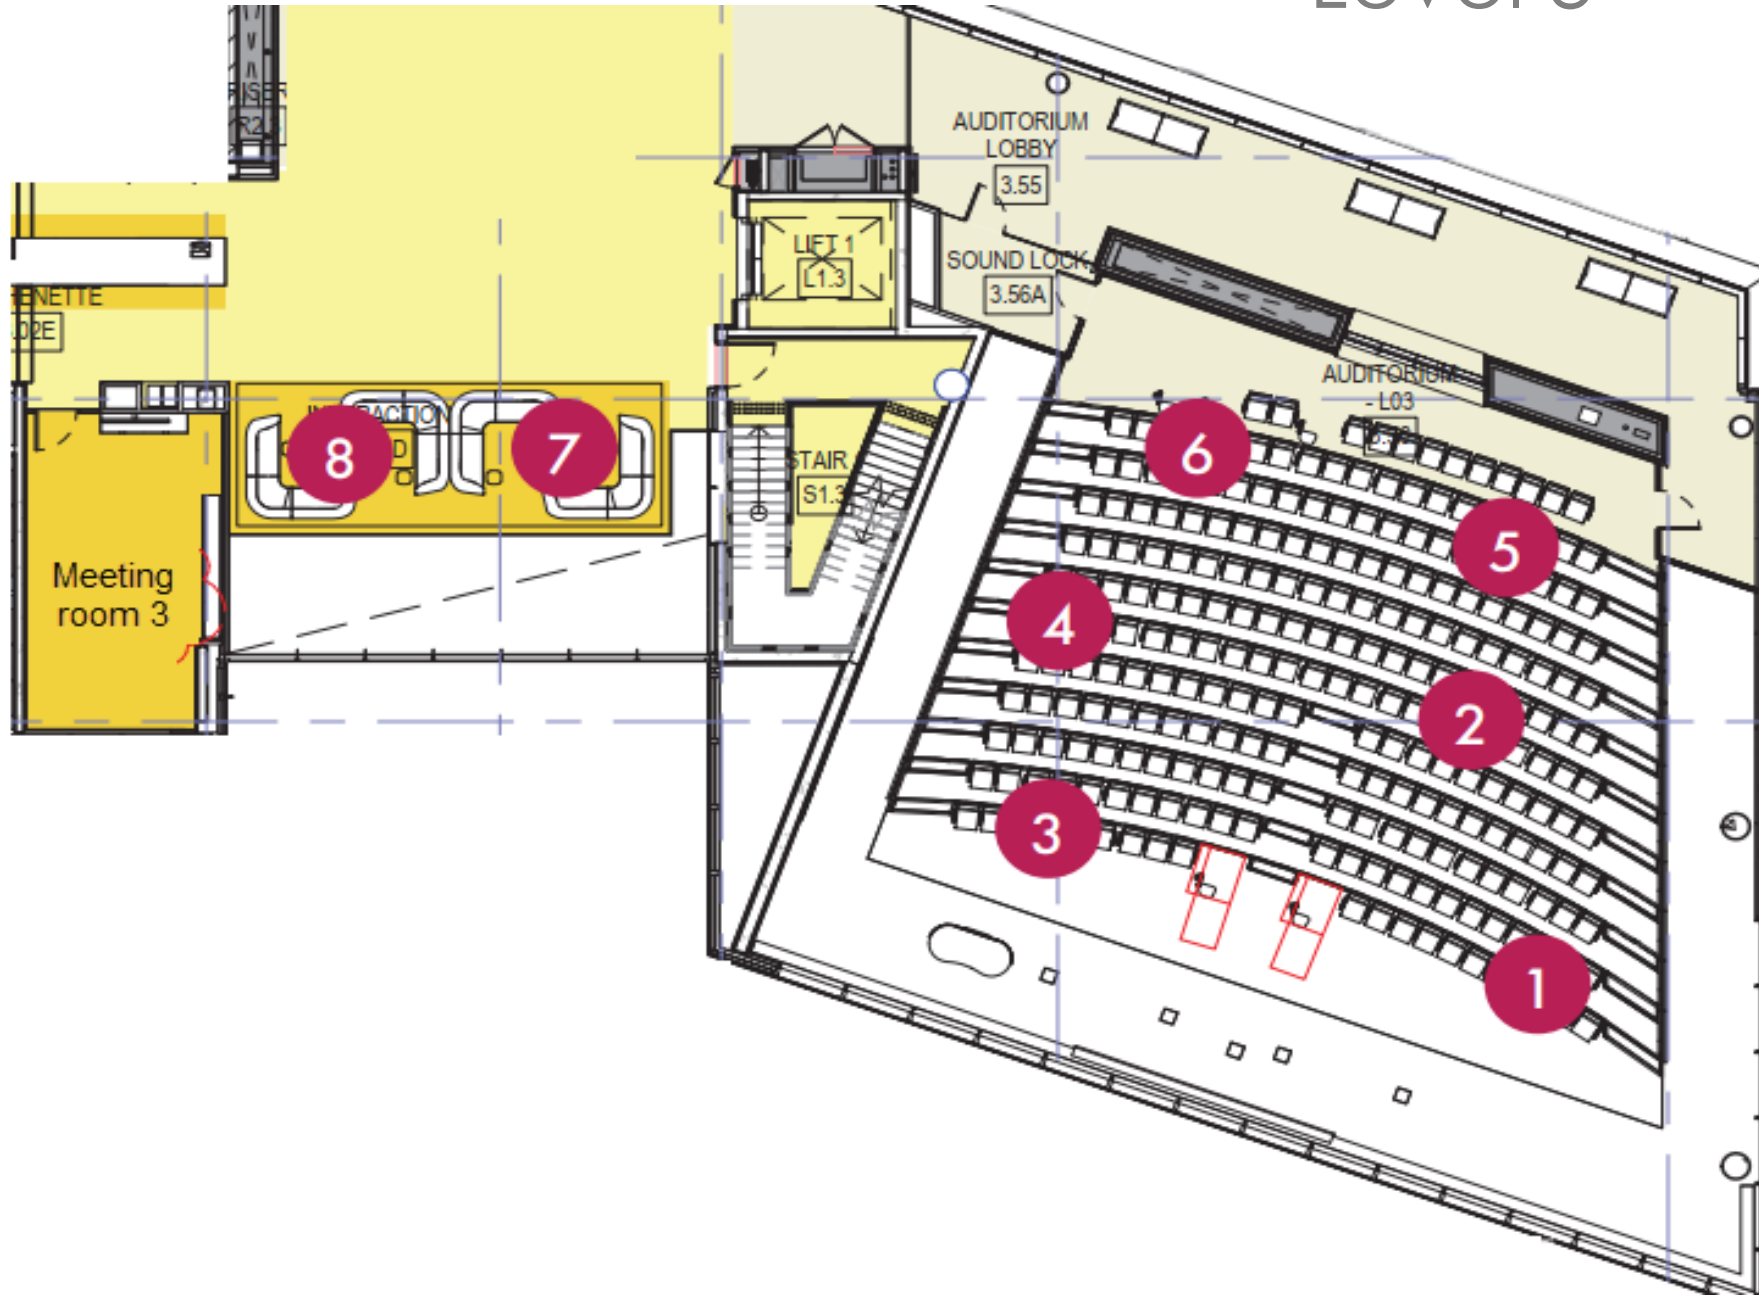 RISER
AUDITORIUM
LOBBY
3.55
LIFT 1
L1.3
SOUND LOCK
3.56A
ENETTE
.02E
AUDITORIUM
- L03
8
7
6
STAIR
S1.3
5
Meeting
room 3
4
2
3
1